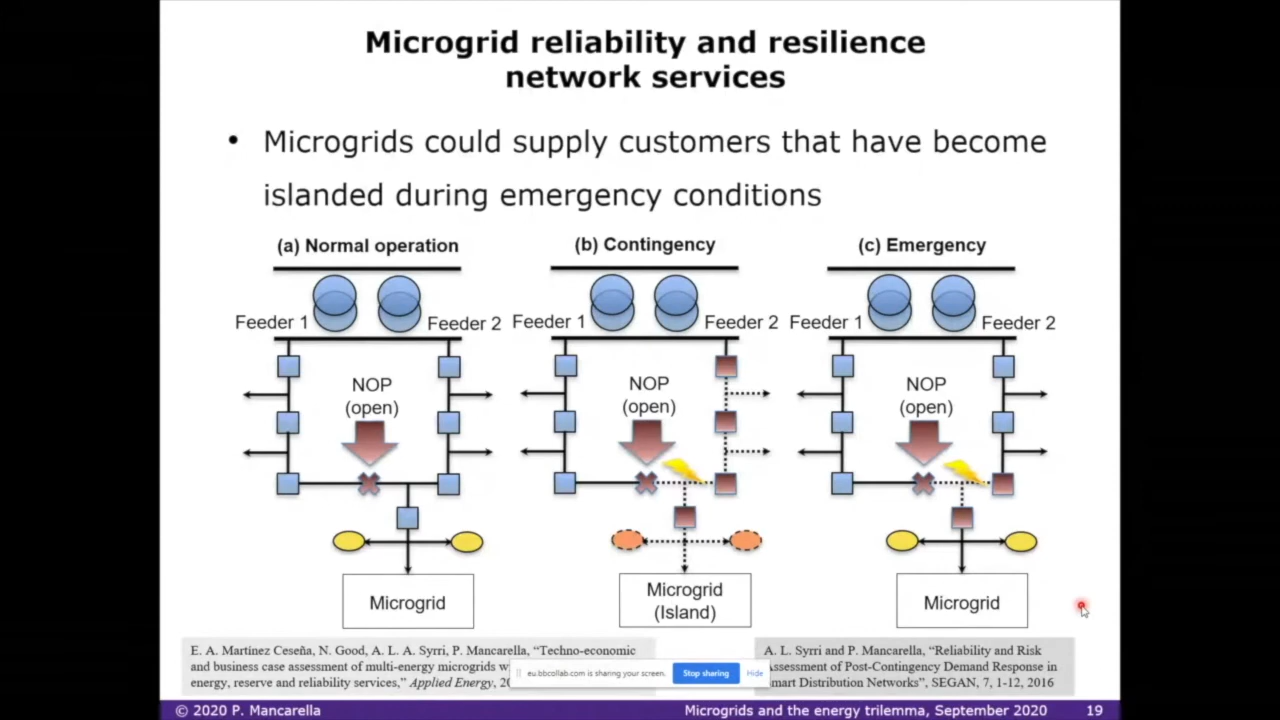 Microgrid reliability and resilience
network services
• Microgrids could supply customers that have become
islanded during emergency conditions
(a) Normal operation
(b) Contingency
(c) Emergency
Feeder 1
Feeder 2
Feeder 1
Feeder 2
Feeder 1
Feeder 2
NOP
(open)
NOP
(open)
NOP
(open)
Microgrid
Microgrid
(Island)
Microgrid
E. A. Martinez Ceseña, N. Good, A. L. A. Syrri, P. Mancarella, “Techno-economic
and business case assessment of multi-energy microgrids w
energy, reserve and reliability services,” Applied Energy, 20
A. L. Syrri and P. Mancarella, “Reliability and Risk
Assessment of Post-Contingency Demand Response in
Smart Distribution Networks”, SEGAN, 7, 1-12, 2016
eu.bbcollab.com is sharing your screen.
Stop sharing
Hide
© 2020 P. Mancarella
Microgrids and the energy trilemma, September 2020
19